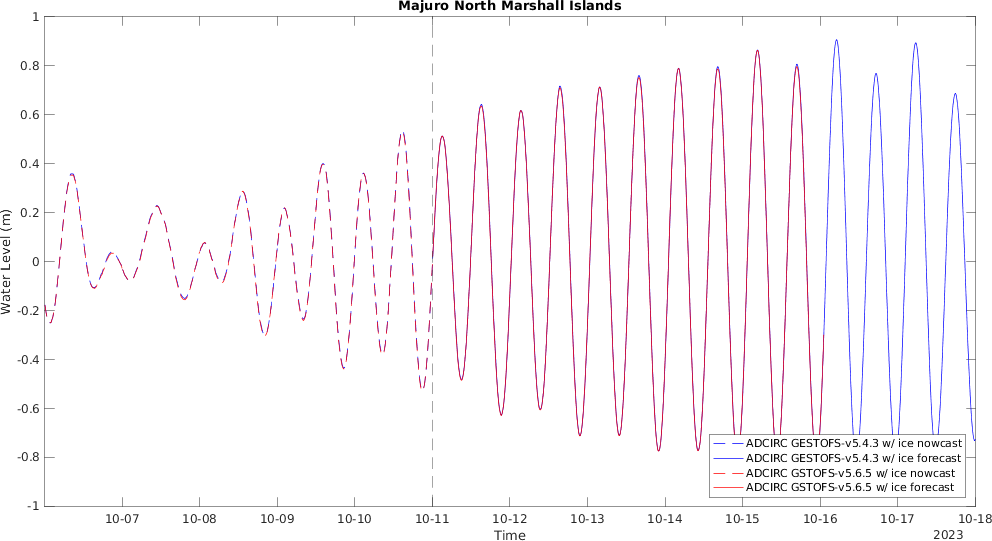 Majuro North Marshall Islands
1
0.8
0.6
0.4
0.2
0
-0.2
-0.4
-0.6
-0.8
-1
Water Level (m)
ADCIRC GESTOFS-v5.4.3 w/ ice nowcast
ADCIRC GESTOFS-v5.4.3 w/ ice forecast
ADCIRC GSTOFS-v5.6.5 w/ ice nowcast
ADCIRC GSTOFS-v5.6.5 w/ ice forecast
10-07 10-08 10-09 10-10 10-11 10-12 10-13 10-14 10-15 10-16 10-17 10-18
Time
2023